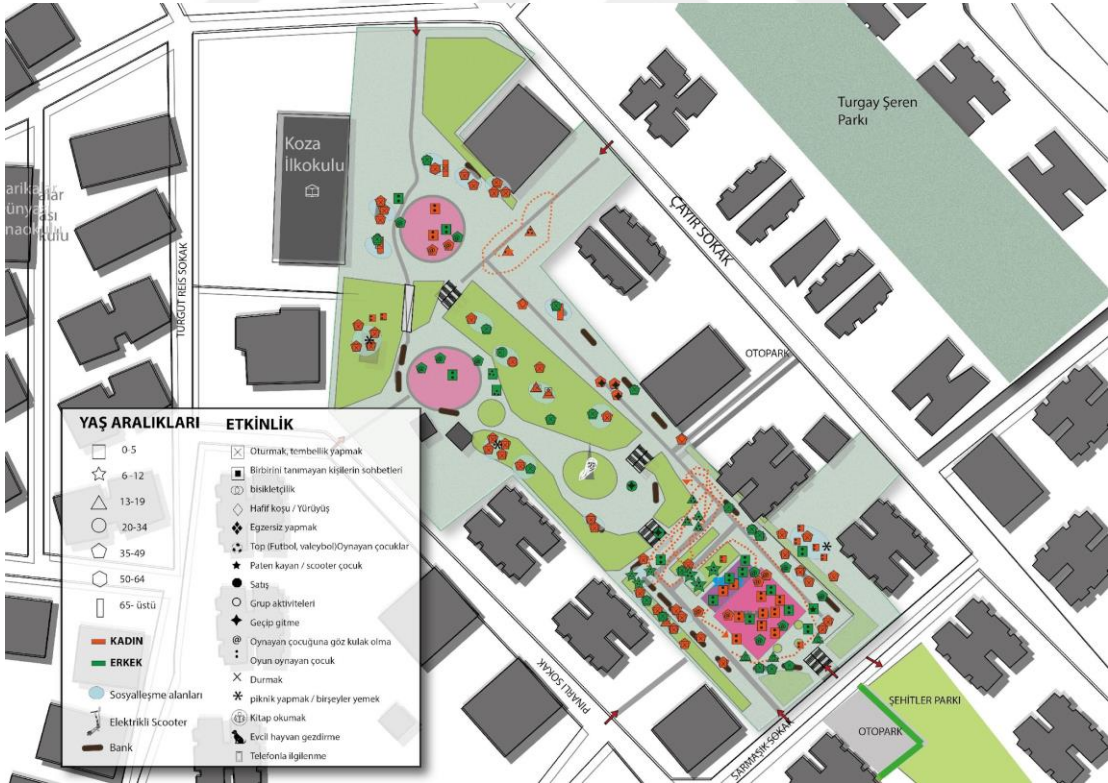 Koza
İlkokulu
Turgay Şeren
Parkı
ÇAYIR SOKAK
TURGUT REIS SOKAK
OTOPARK
YAŞ ARALIKLARI
0-5
6 -12
13-19
20-34
35-49
50-64
65- üstü
KADIN
ERKEK
Sosyalleşme alanları
Elektrikli Scooter
Bank
ETKİNLİK
Oturmak, tembellik yapmak
Birbirini tanımayan kişilerin sohbetleri
bisikletçilik
Hafif koşu / Yürüyüş
Egzersiz yapmak
Top (Futbol, valeybol)Oynayan çocuklar
Paten kayan / scooter çocuk
Satış
Grup aktiviteleri
Geçip gitme
Oynayan çocuğuna göz kulak olma
Oyun oynayan çocuk
Durmak
piknik yapmak / birşeyler yemek
Kitap okumak
Evcil hayvan gezdirme
Telefonla ilgilenme
PINARLI SOKAK
SARMAŞIK SOKAK
ŞEHİTLER PARKI
OTOPARK